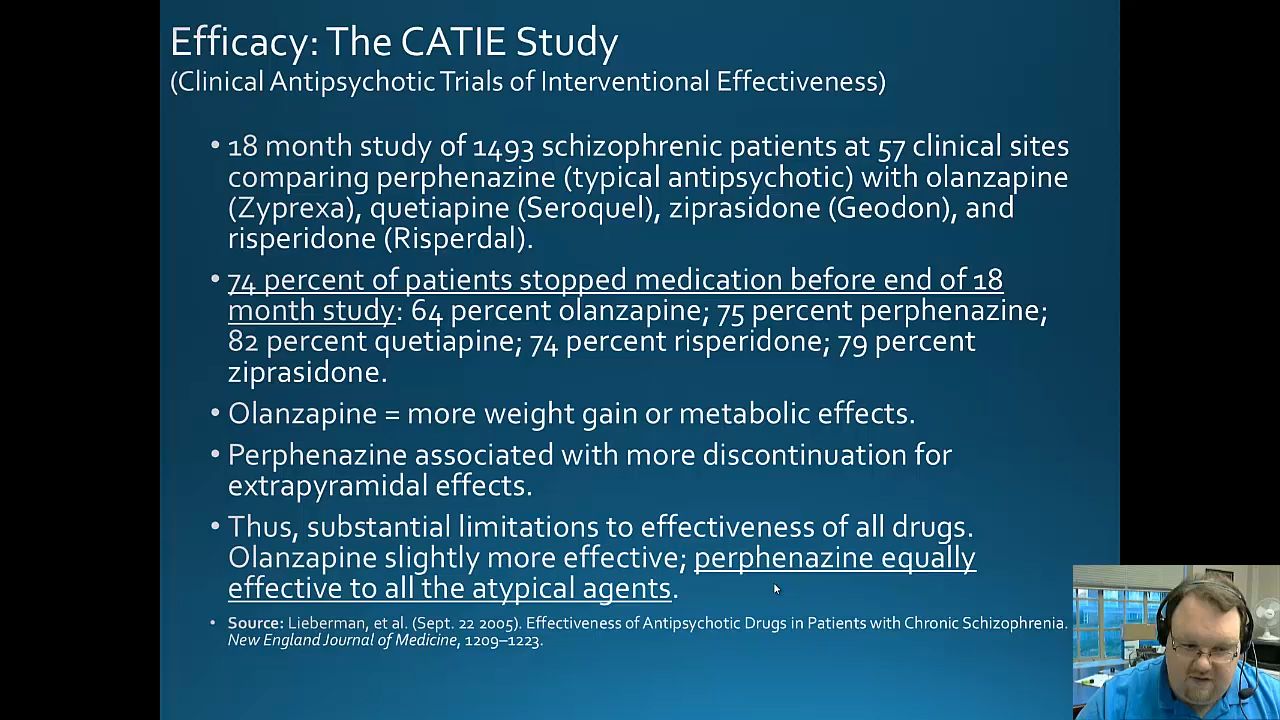 Efficacy: The CATIE Study
(Clinical Antipsychotic Trials of Interventional Effectiveness)
• 18 month study of 1493 schizophrenic patients at 57 clinical sites
comparing perphenazine (typical antipsychotic) with olanzapine
(Zyprexa), quetiapine (Seroquel), ziprasidone (Geodon), and
risperidone (Risperdal).
• 74 percent of patients stopped medication before end of 18
month study: 64 percent olanzapine; 75 percent perphenazine;
82 percent quetiapine; 74 percent risperidone; 79 percent
ziprasidone.
• Olanzapine = more weight gain or metabolic effects.
• Perphenazine associated with more discontinuation for
extrapyramidal effects.
• Thus, substantial limitations to effectiveness of all drugs.
Olanzapine slightly more effective; perphenazine equally
effective to all the atypical agents.
• Source: Lieberman, et al. (Sept. 22 2005). Effectiveness of Antipsychotic Drugs in Patients with Chronic Schizophrenia.
New England Journal of Medicine, 1209–1223.